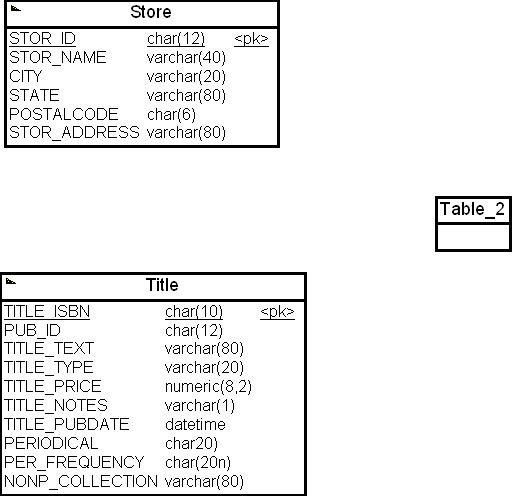 Store
STOR_ID char(12) <pk>
STOR_NAME varchar(40)
CITY varchar(20)
STATE varchar(80)
POSTALCODE char(6)
STOR_ADDRESS varchar(80)
Table_2
Title
TITLE_ISBN char(10) <pk>
PUB_ID char(12)
TITLE_TEXT varchar(80)
TITLE_TYPE varchar(20)
TITLE_PRICE numeric(8,2)
TITLE_NOTES varchar(1)
TITLE_PUBDATE datetime
PERIODICAL char20)
PER_FREQUENCY char(20n)
NONP_COLLECTION varchar(80)